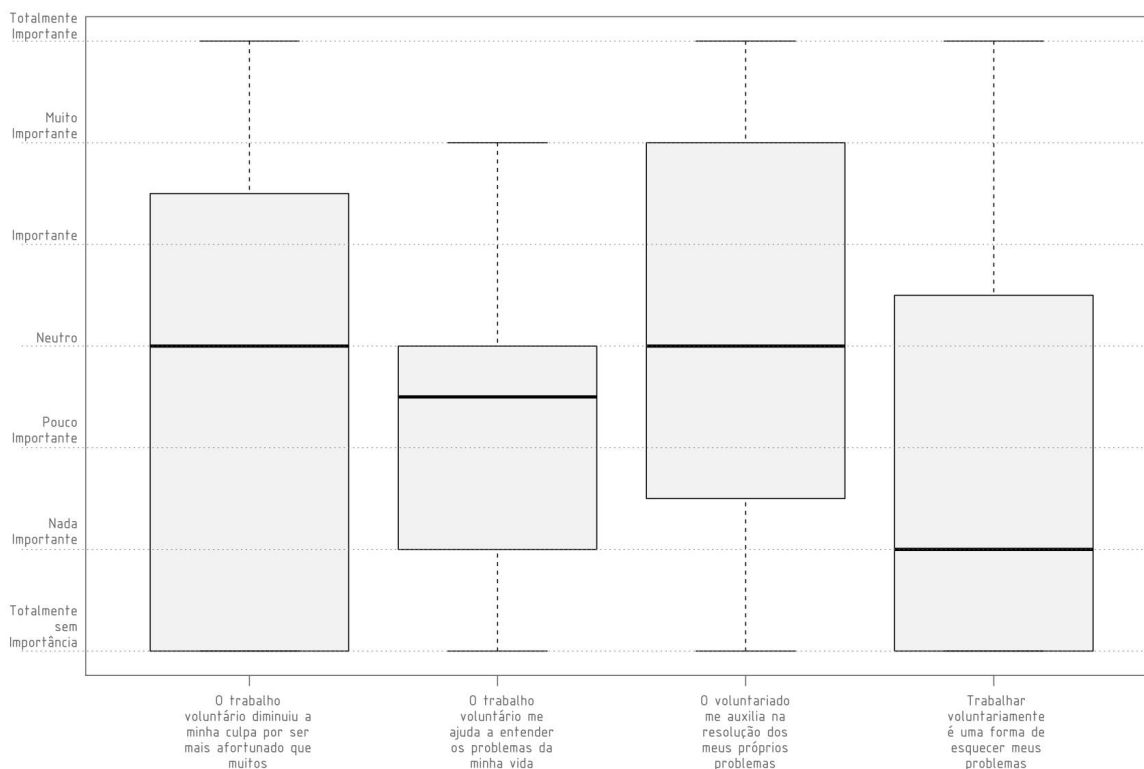 Totalmente
Importante
Muito
Importante
Importante
Neutro
Pouco
Importante
Nada
Importante
Totalmente
sem
Importância
O trabalho
voluntário diminuiu a
minha culpa por ser
mais afortunado que
muitos
O trabalho
voluntário me
ajuda a entender
os problemas da
minha vida
O voluntariado
me auxilia na
resolução dos
meus próprios
problemas
Trabalhar
voluntariamente
é uma forma de
esquecer meus
problemas